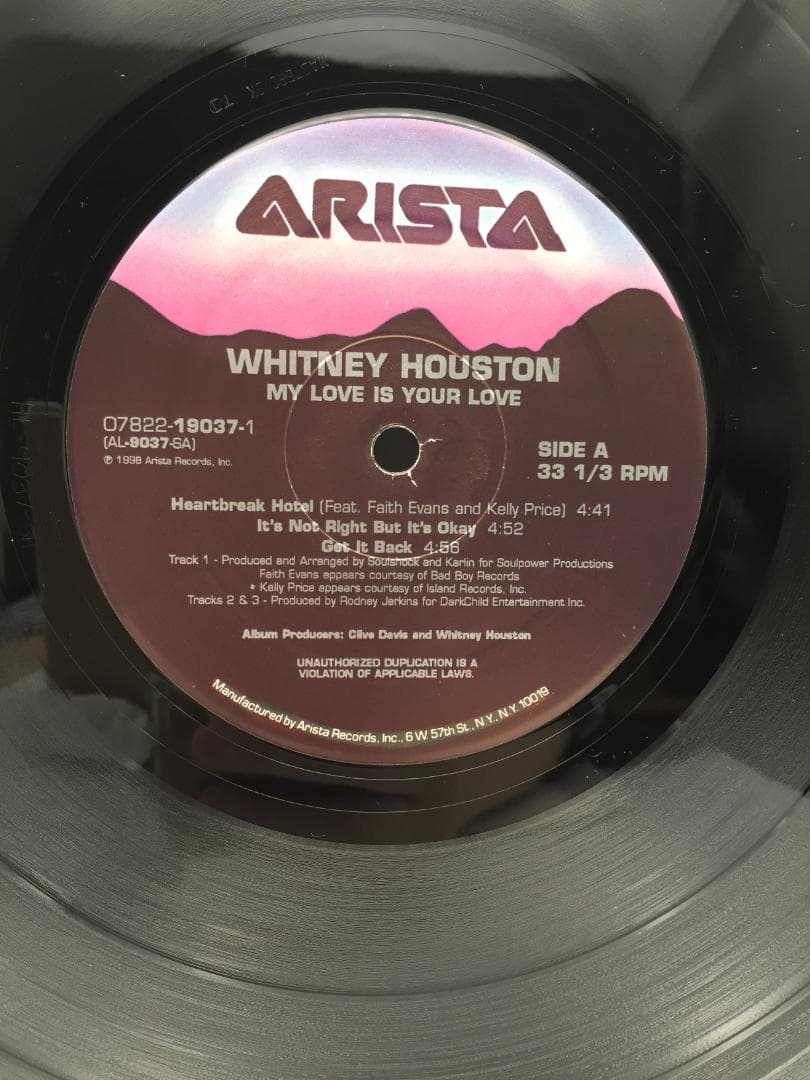 ARISTA
WHITNEY HOUSTON
MY LOVE IS YOUR LOVE
07822-19037-1
(AL-9037-SA)
℗ 1998 Arista Records, Inc.
SIDE A
33 1/3 RPM
Heartbreak Hotel (Feat. Faith Evans and Kelly Price) 4:41
It's Not Right But It's Okay 4:52
Get It Back 4:56
Track 1 - Produced and Arranged by Soulshock and Karlin for Soulpower Productions
Faith Evans appears courtesy of Bad Boy Records
• Kelly Price appears courtesy of Island Records, Inc.
Tracks 2 & 3 - Produced by Rodney Jerkins for DarkChild Entertainment Inc.
Album Producers: Clive Davis and Whitney Houston
UNAUTHORIZED DUPLICATION IS A
VIOLATION OF APPLICABLE LAWS.
Manufactured by Arista Records, Inc., 6 W. 57th St., N.Y., N.Y. 10019